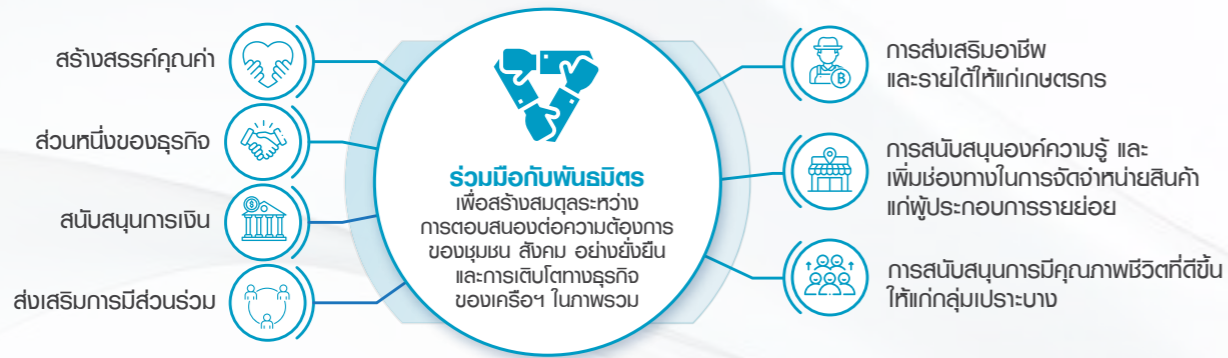 สร้างสรรค์คุณค่า
ส่วนหนึ่งของธุรกิจ
สนับสนุนการเงิน
ส่งเสริมการมีส่วนร่วม
ร่วมมือกับพันธมิตร
เพื่อสร้างสมดุลระหว่าง
การตอบสนองต่อความต้องการ
ของชุมชน สังคม อย่างยั่งยืน
และการเติบโตทางธุรกิจ
ของเครือฯ ในภาพรวม
การส่งเสริมอาชีพ
และรายได้ให้แก่เกษตรกร
การสนับสนุนองค์ความรู้ และ
เพิ่มช่องทางในการจัดจำหน่ายสินค้า
แก่ผู้ประกอบการรายย่อย
การสนับสนุนการมีคุณภาพชีวิตที่ดีขึ้น
ให้แก่กลุ่มเปราะบาง